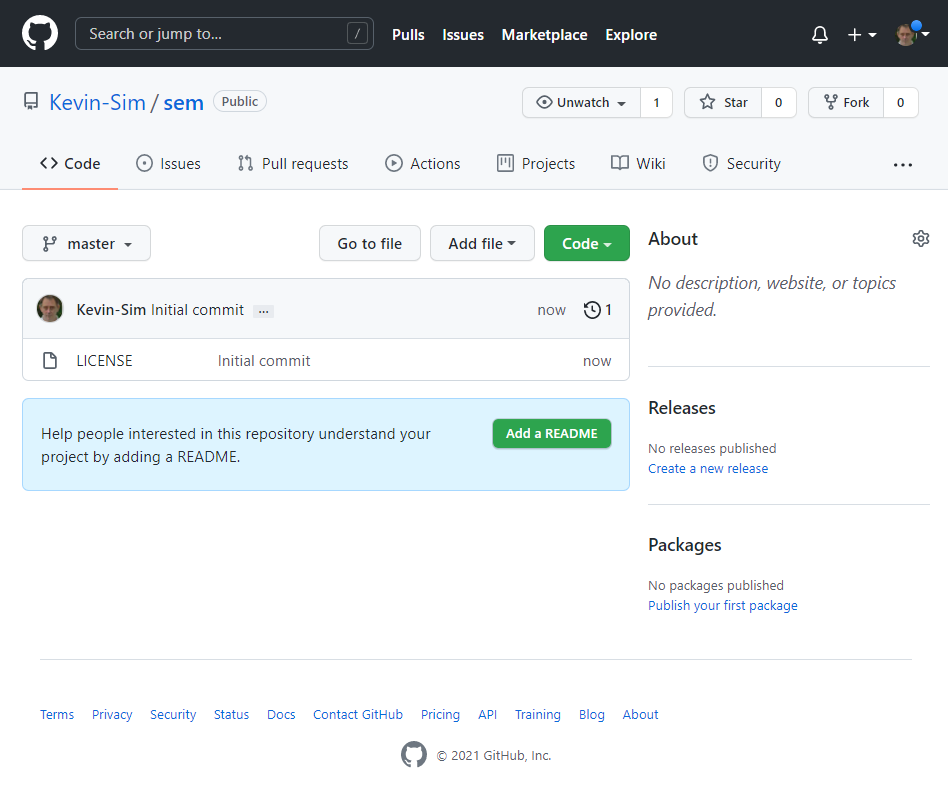 Search or jump to... / Pulls Issues Marketplace Explore
Kevin-Sim / sem Public Unwatch 1 Star 0 Fork 0
Code Issues Pull requests Actions Projects Wiki Security ...
master Go to file Add file Code
Kevin-Sim Initial commit ... now 1
LICENSE Initial commit now
Help people interested in this repository understand your
project by adding a README.
Add a README
About
No description, website, or topics
provided.
Releases
No releases published
Create a new release
Packages
No packages published
Publish your first package
Terms Privacy Security Status Docs Contact GitHub Pricing API Training Blog About
© 2021 GitHub, Inc.